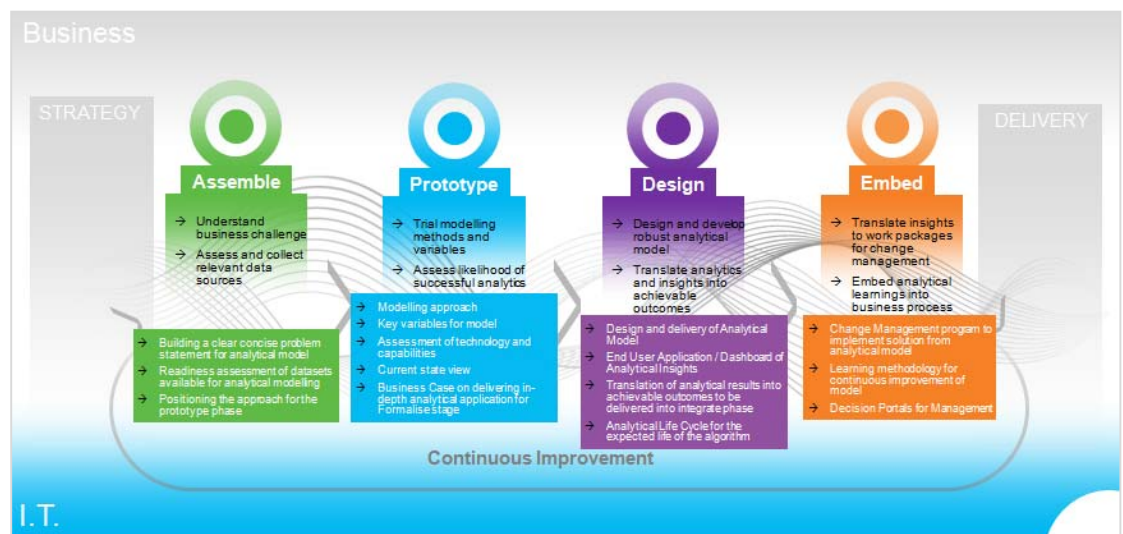 Business
STRATEGY
DELIVERY
Assemble
→ Understand
business challenge
→ Assess and collect
relevant data
sources
→ Building a clear concise problem
statement for analytical model
→ Readiness assessment of datasets
available for analytical modelling
→ Positioning the approach for the
prototype phase
Prototype
→ Trial modelling
methods and
variables
→ Assess likelihood of
successful analytics
→ Modelling approach
→ Key variables for model
→ Assessment of technology and
capabilities
→ Current state view
→ Business Case on delivering in-
depth analytical application for
Formalise stage
Design
→ Design and develop
robust analytical
model
→ Translate analytics
and insights into
achievable
outcomes
→ Design and delivery of Analytical
Model
→ End User Application / Dashboard of
Analytical Insights
→ Translation of analytical results into
achievable outcomes to be
delivered into integrate phase
→ Analytical Life Cycle for the
expected life of the algorithm
Embed
→ Translate insights
to work packages
for change
management
→ Embed analytical
learnings into
business process
→ Change Management program to
implement solution from
analytical model
→ Learning methodology for
continuous improvement of
model
→ Decision Portals for Management
Continuous Improvement
I.T.